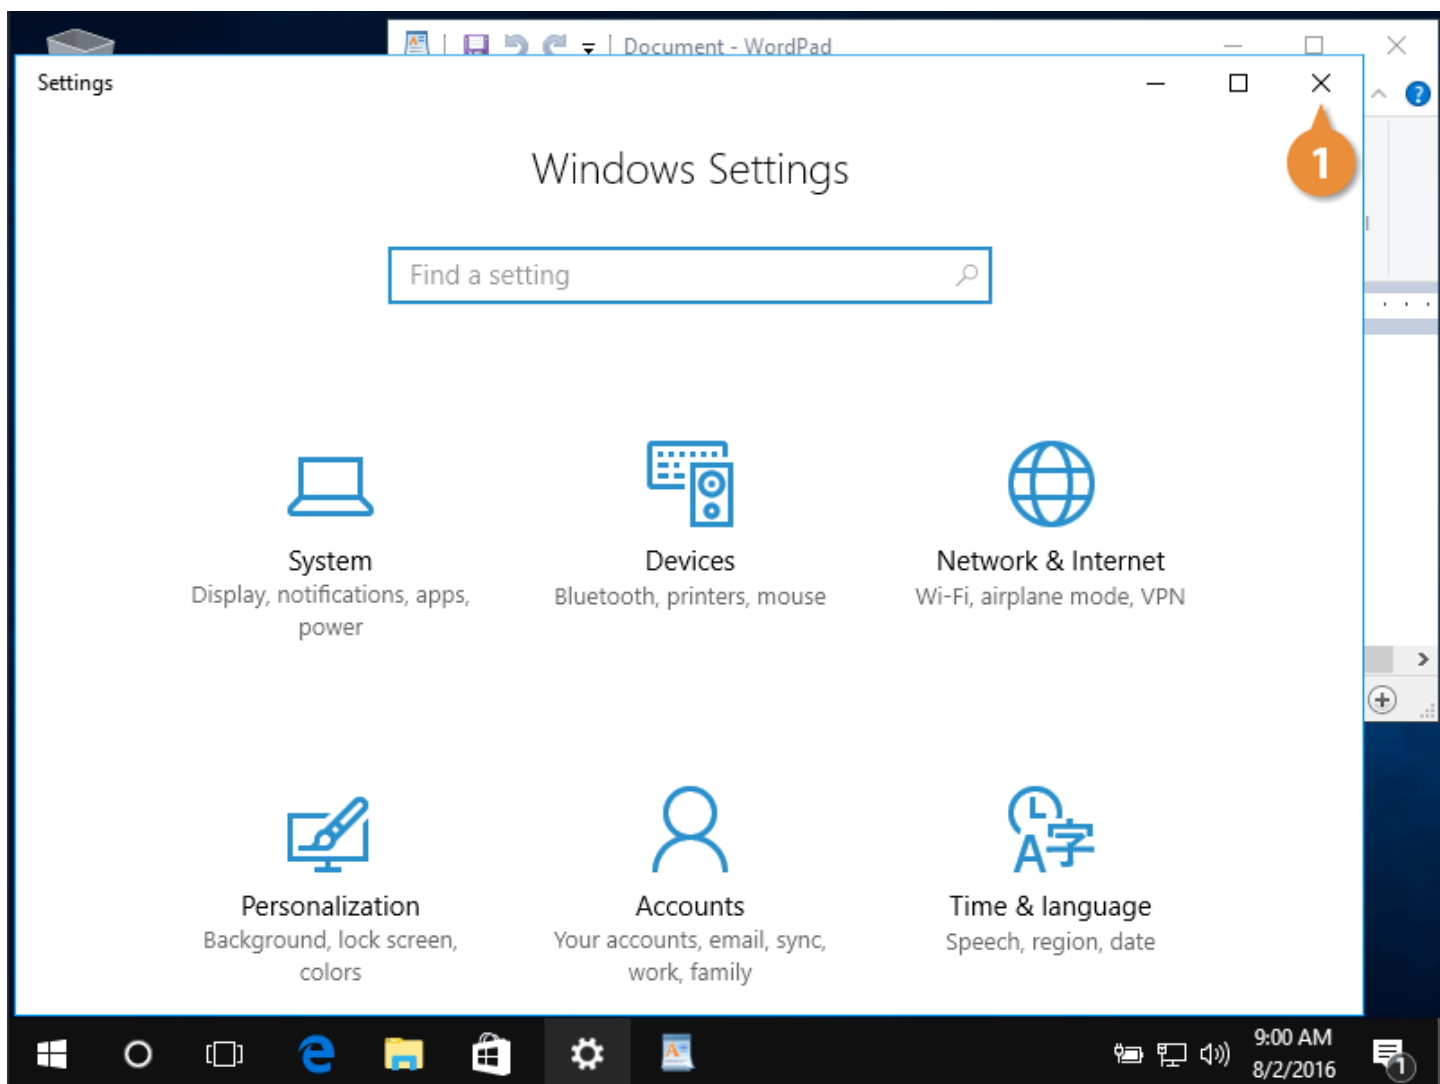 Document - WordPad
Settings
1
Windows Settings
Find a setting
System
Display, notifications, apps,
power
Devices
Bluetooth, printers, mouse
Network & Internet
Wi-Fi, airplane mode, VPN
Personalization
Background, lock screen,
colors
Accounts
Your accounts, email, sync,
work, family
Time & language
Speech, region, date
9:00 AM
8/2/2016
1